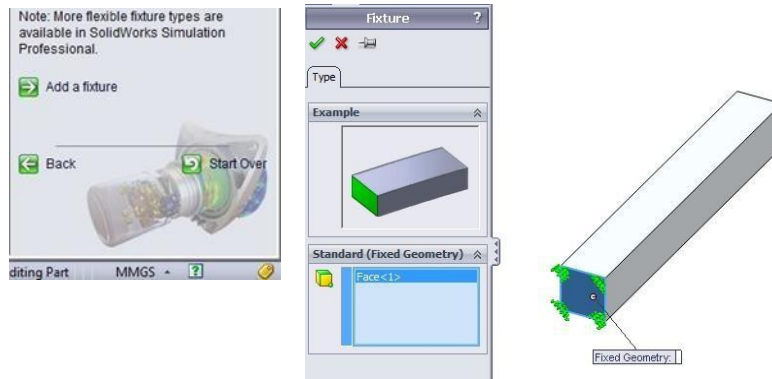 Note: More flexible fixture types are
available in SolidWorks Simulation
Professional.
Add a fixture
Back
Start Over
diting Part
MMGS
?
Fixture
?
Type
Example
Standard (Fixed Geometry)
Face<1>
Fixed Geometry: